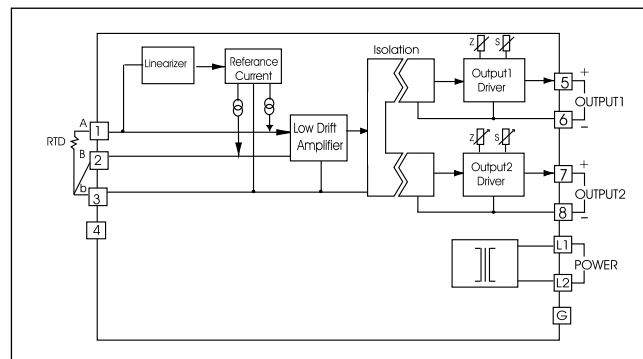 Isolation
Z S
Linearizer
Referance
Current
Output1
Driver
5 +
OUTPUT1
6 -
A
1
RTD
B
2
b
3
4
Low Drift
Amplifier
Z S
Output2
Driver
7 +
OUTPUT2
8 -
L1
POWER
L2
G